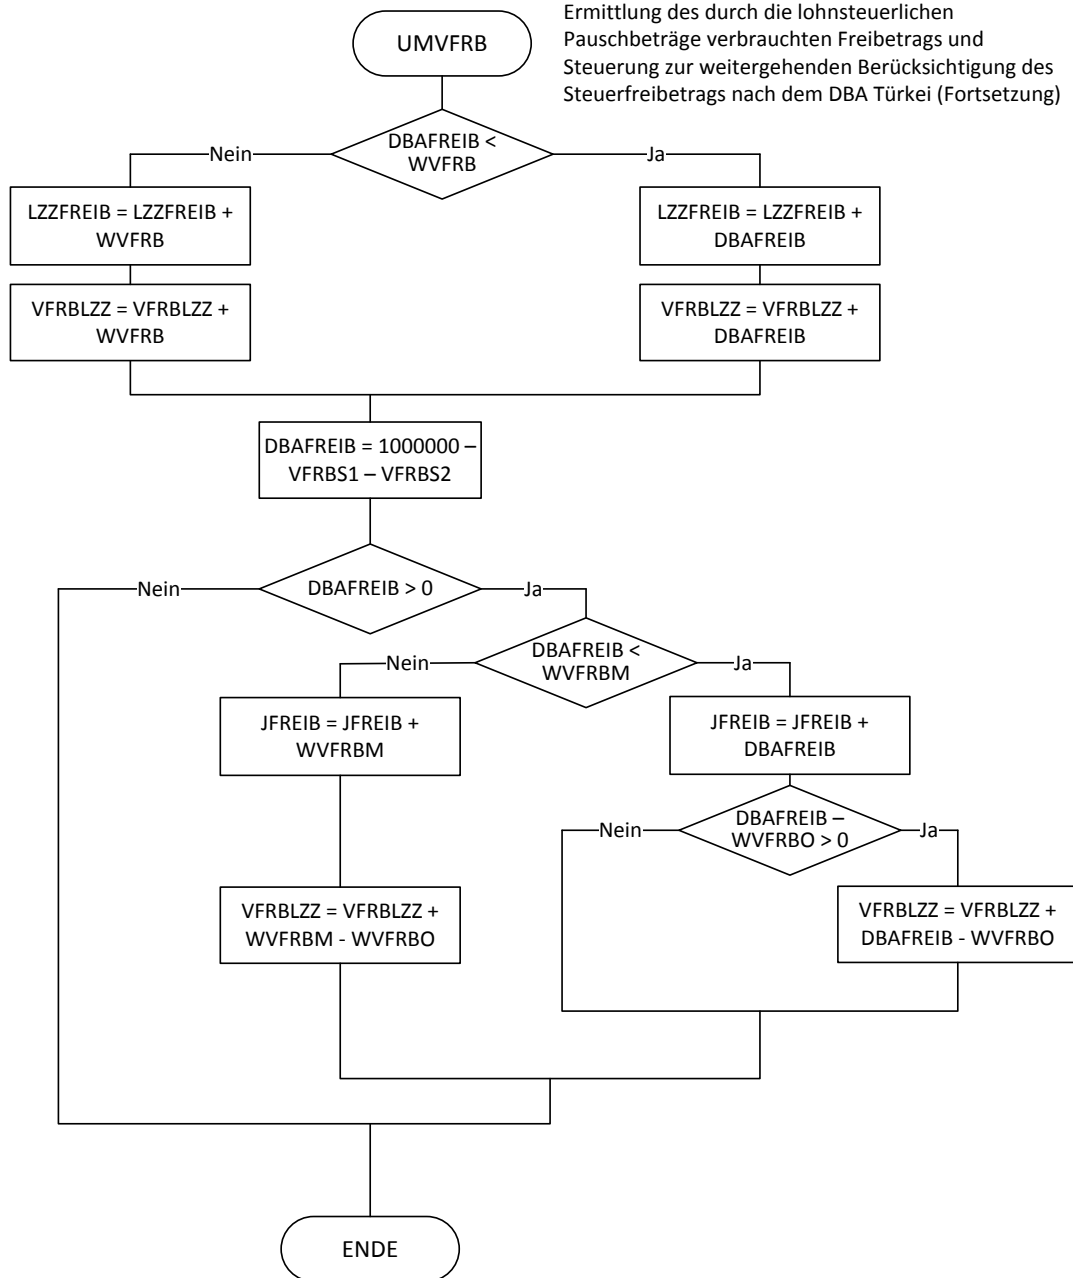 UMVFRB
Ermittlung des durch die lohnsteuerlichen
Pauschbeträge verbrauchten Freibetrags und
Steuerung zur weitergehenden Berücksichtigung des
Steuerfreibetrags nach dem DBA Türkei (Fortsetzung)
DBAFREIB <
WVFRB
Nein
Ja
LZZFREIB = LZZFREIB +
WVFRB
LZZFREIB = LZZFREIB +
DBAFREIB
VFRBLZZ = VFRBLZZ +
WVFRB
VFRBLZZ = VFRBLZZ +
DBAFREIB
DBAFREIB = 1000000 –
VFRBS1 – VFRBS2
Nein
DBAFREIB > 0
Ja
DBAFREIB <
WVFRBM
Nein
Ja
JFREIB = JFREIB +
WVFRBM
JFREIB = JFREIB +
DBAFREIB
DBAFREIB –
WVFRBO > 0
Nein
Ja
VFRBLZZ = VFRBLZZ +
WVFRBM - WVFRBO
VFRBLZZ = VFRBLZZ +
DBAFREIB - WVFRBO
ENDE